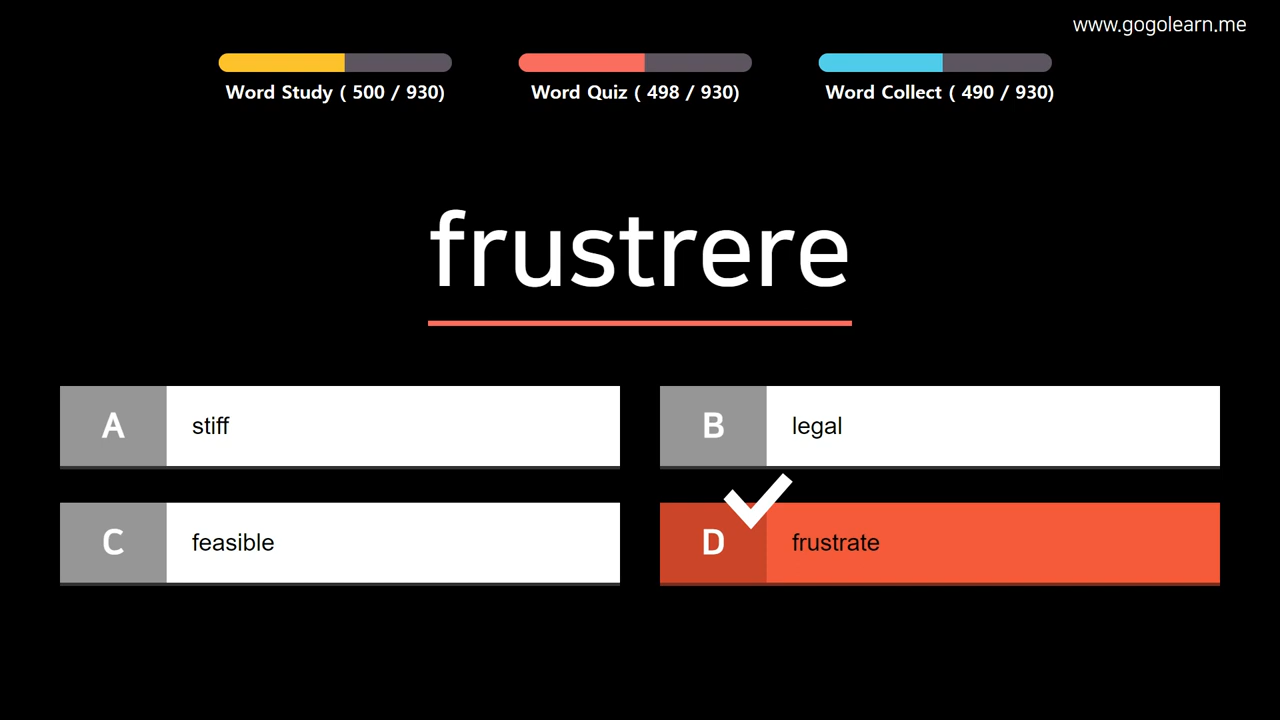 www.gogolearn.me
Word Study ( 500 / 930)
Word Quiz ( 498 / 930)
Word Collect ( 490 / 930)
frustrere
A stiff
B legal
C feasible
D frustrate